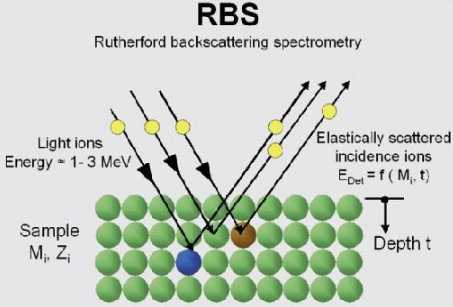 RBS
Rutherford backscattering spectrometry
Light ions
Energy ≈ 1- 3 MeV
Elastically scattered
incidence ions
E_Det = f ( M_i, t)
Sample
M_i, Z_i
Depth t